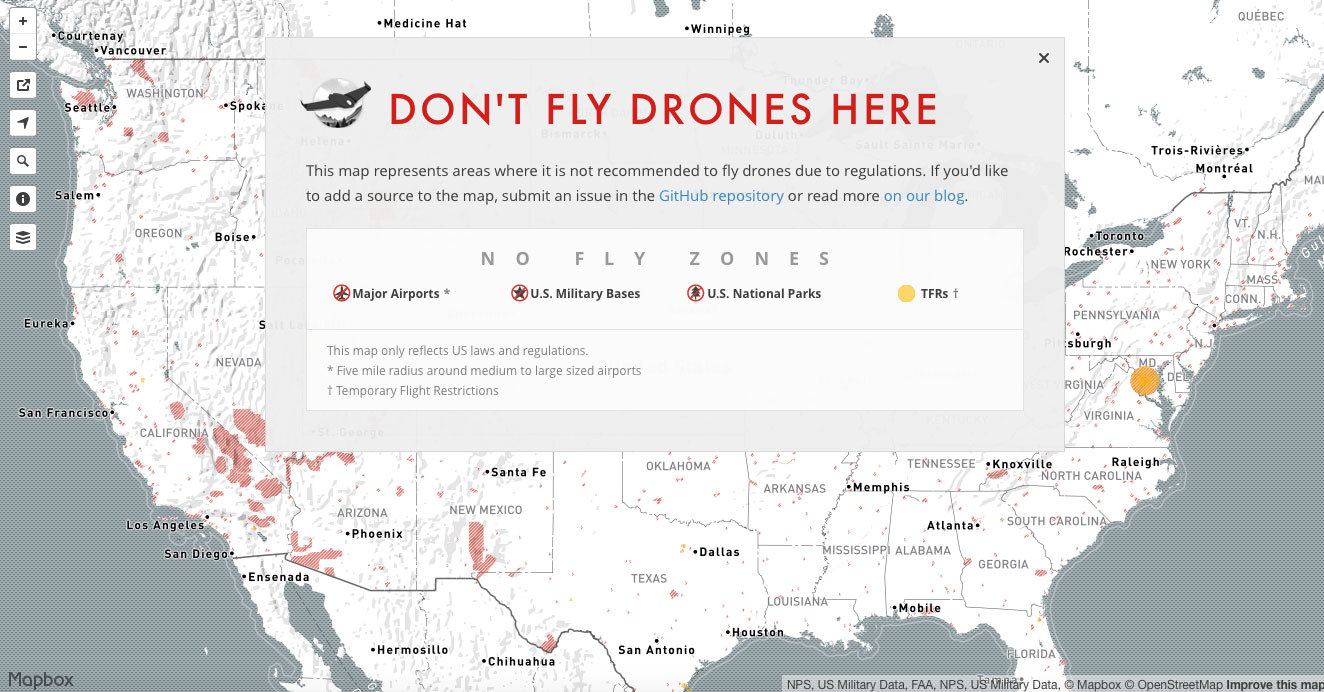 Medicine Hat
Winnipeg
QUÉBEC
Courtenay
Vancouver
ONTARIO
Thunder Bay
WASHINGTON
Seattle
Spoka
DON'T FLY DRONES HERE
Helena
Bismarck
Duluth
MINNESOTA
Sault Sainte Marie
Trois-Rivières
Montréal
MAI
This map represents areas where it is not recommended to fly drones due to regulations. If you'd like
to add a source to the map, submit an issue in the GitHub repository or read more on our blog.
Salem
OREGON
Boise
VT.
N.H.
Toronto
Rochester
NEW YORK
MASS.
CONN.
NO FLY ZONES
Major Airports *
U.S. Military Bases
U.S. National Parks
TFRs †
Eureka
PENNSYLVANIA
tsburgh
N.J.
NEVADA
This map only reflects US laws and regulations.
* Five mile radius around medium to large sized airports
† Temporary Flight Restrictions
MD.
DEL.
WEST VIRGINIA
VIRGINIA
KENTUCKY
San Francisco
CALIFORNIA
St. George
Santa Fe
OKLAHOMA
TENNESSEE
Knoxville
Raleigh
NORTH CAROLINA
ARKANSAS
Memphis
ARIZONA
NEW MEXICO
Los Angeles
Phoenix
Atlanta
SOUTH CAROLINA
San Diego
Dallas
MISSISSIPPI
ALABAMA
GEORGIA
Ensenada
TEXAS
LOUISIANA
Mobile
Houston
Hermosillo
Chihuahua
San Antonio
FLORIDA
Tampa
Mapbox
NPS, US Military Data, FAA, NPS, US Military Data, © Mapbox © OpenStreetMap Improve this map